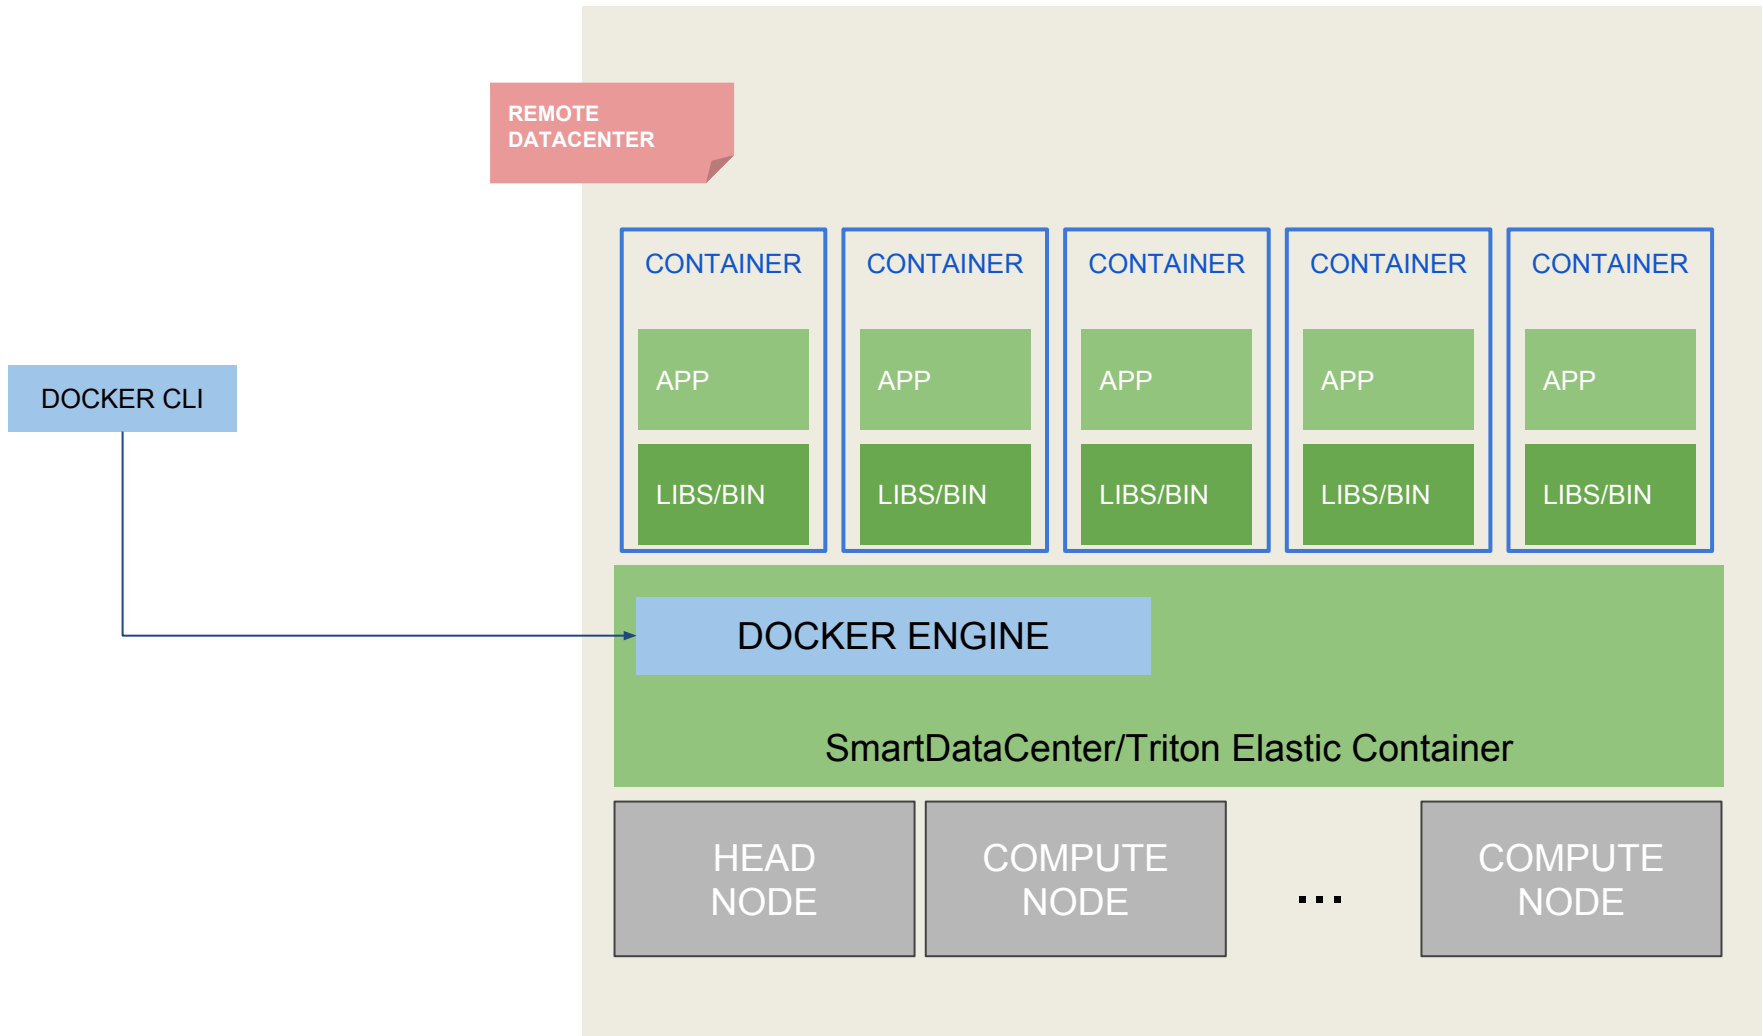 REMOTE
DATACENTER
CONTAINER CONTAINER CONTAINER CONTAINER CONTAINER
APP APP APP APP APP
DOCKER CLI
LIBS/BIN LIBS/BIN LIBS/BIN LIBS/BIN LIBS/BIN
DOCKER ENGINE
SmartDataCenter/Triton Elastic Container
HEAD
NODE
COMPUTE
NODE
...
COMPUTE
NODE